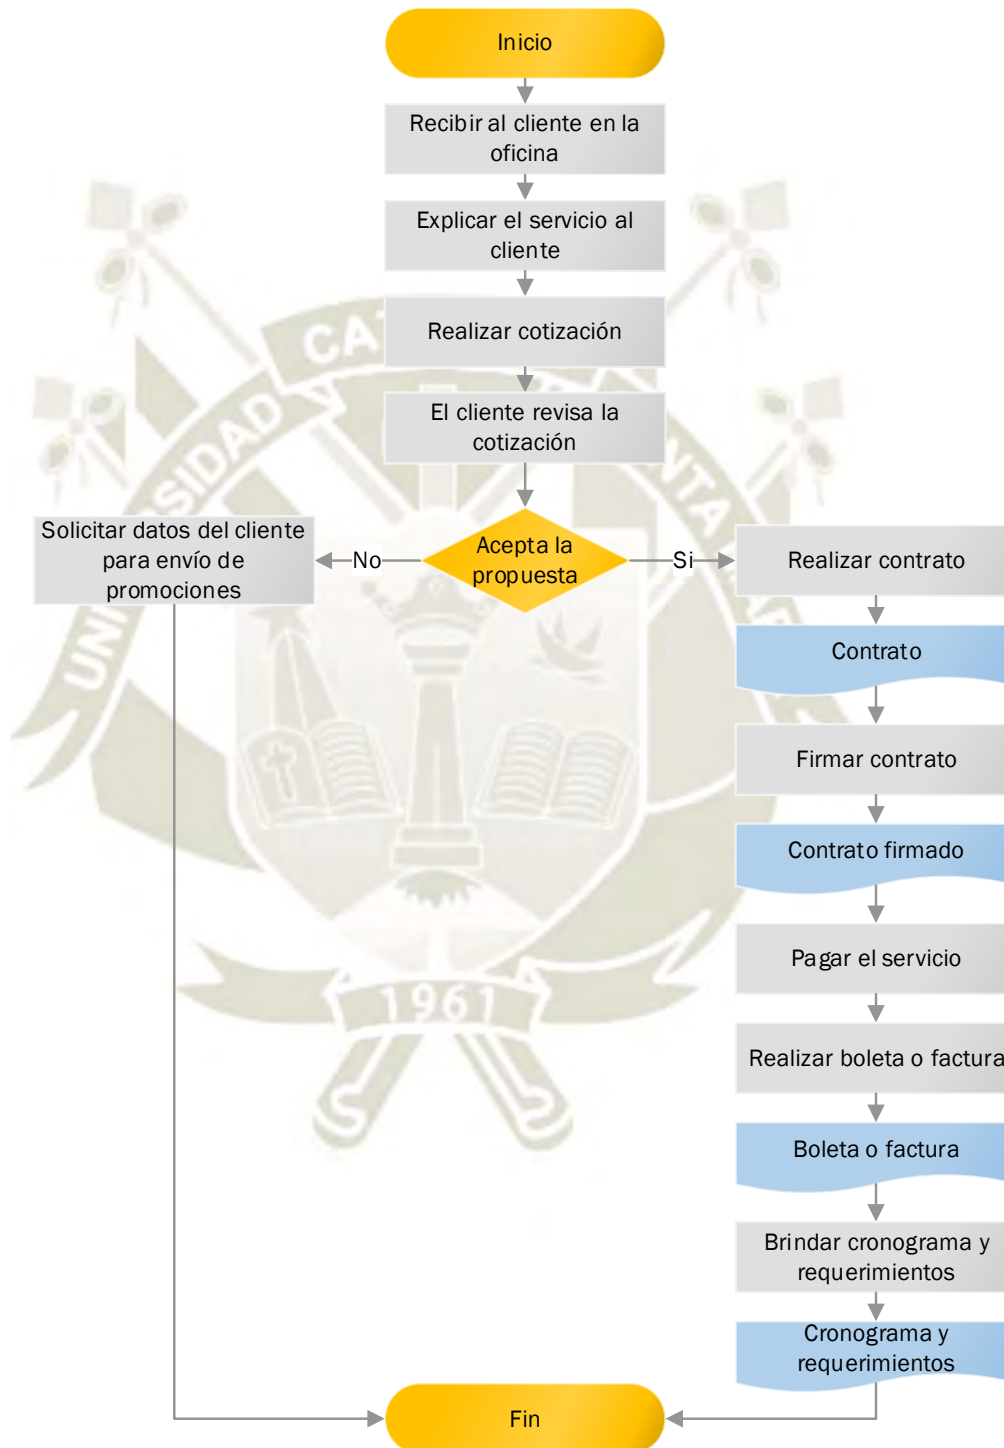 Inicio
Recibir al cliente en la
oficina
Explicar el servicio al
cliente
Realizar cotización
El cliente revisa la
cotización
Acepta la
propuesta
No
Solicitar datos del cliente
para envío de
promociones
Si
Realizar contrato
Contrato
Firmar contrato
Contrato firmado
Pagar el servicio
Realizar boleta o factura
Boleta o factura
Brindar cronograma y
requerimientos
Cronograma y
requerimientos
Fin
1961